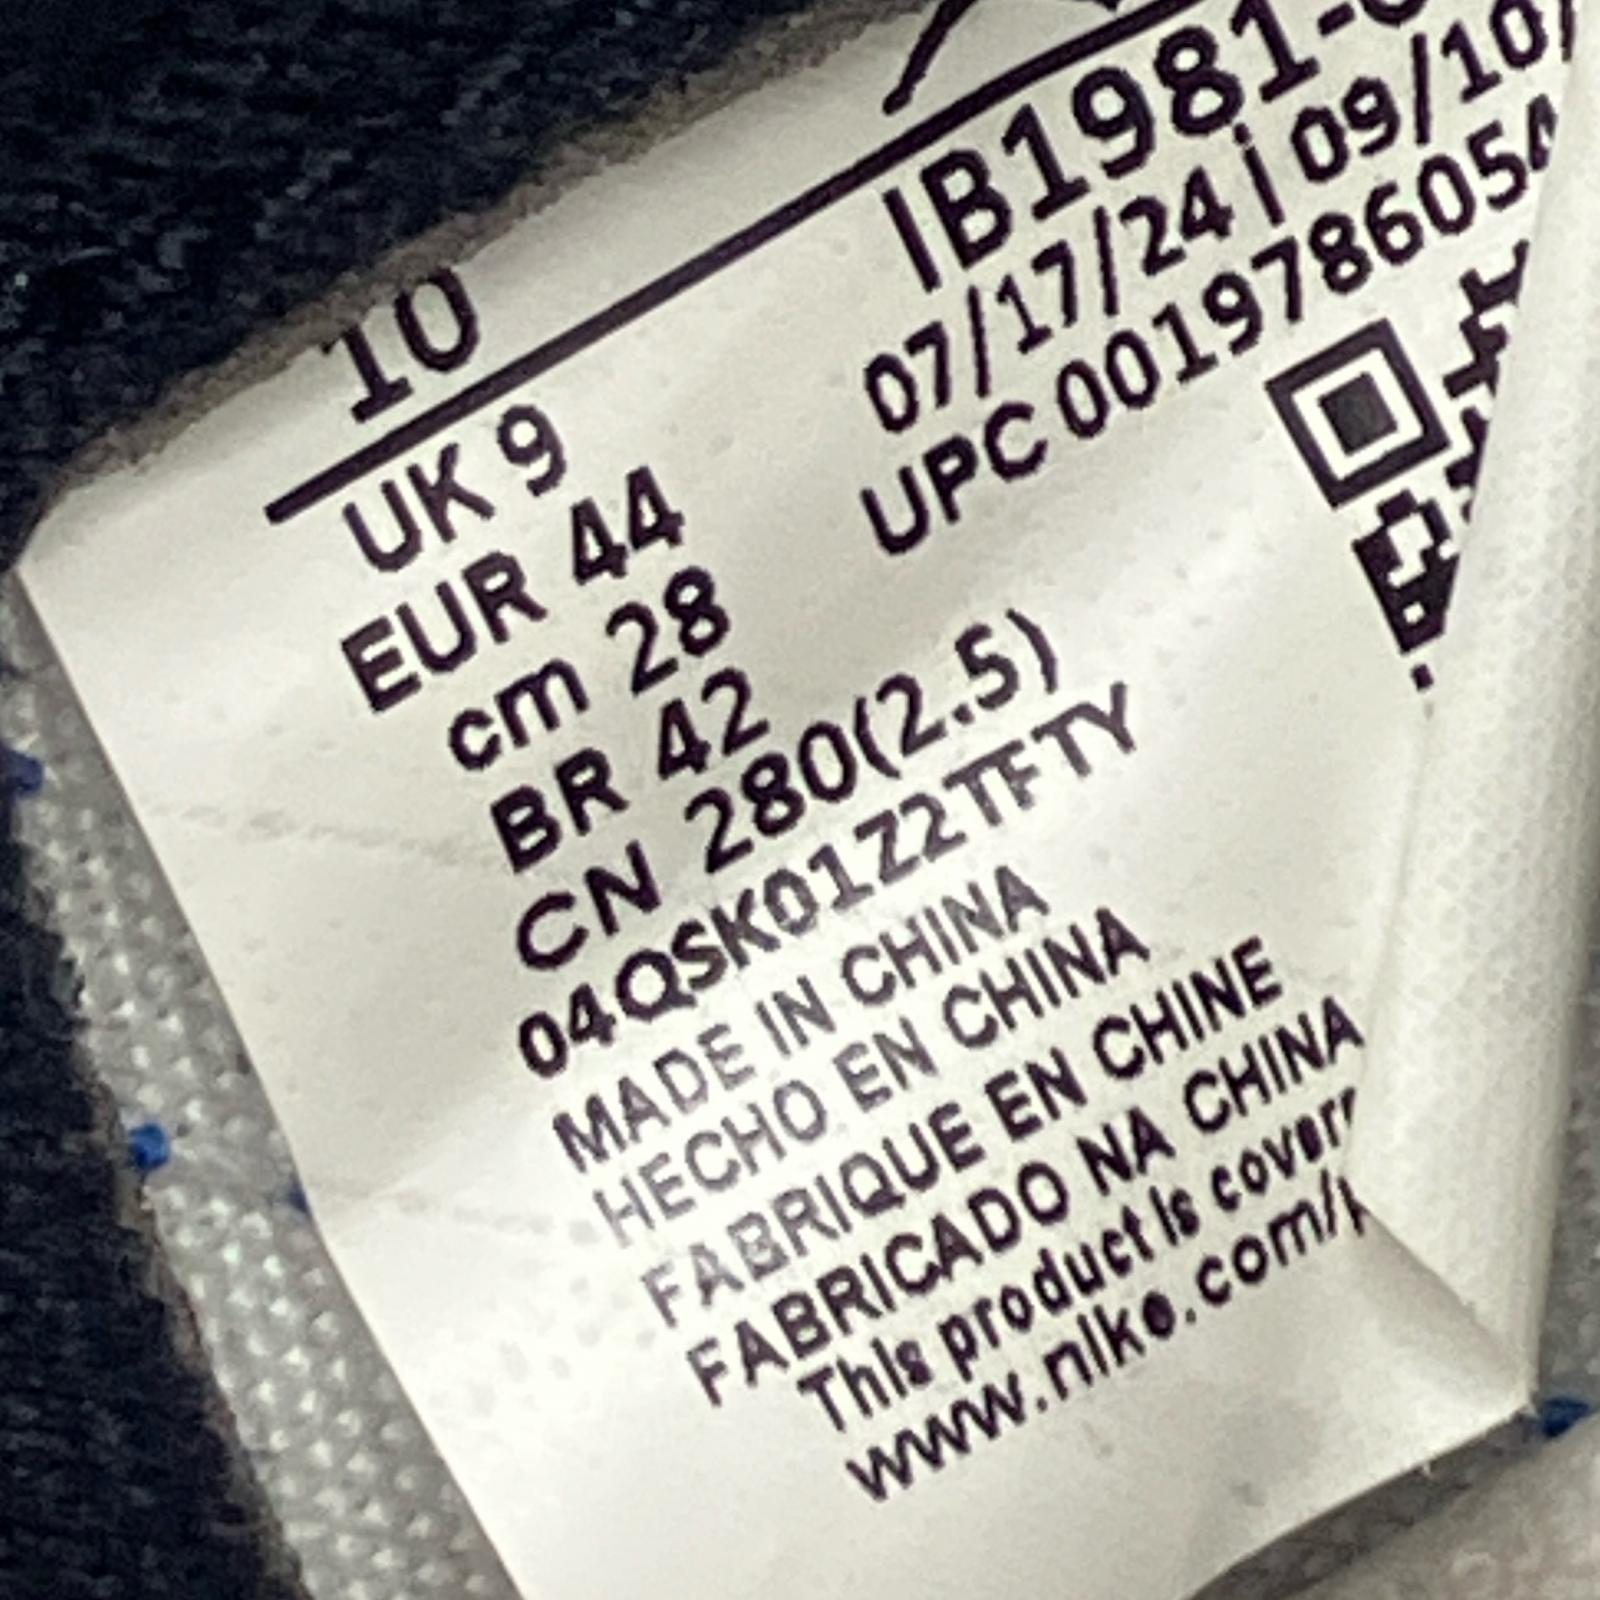 10
UK 9
EUR 44
cm 28
BR 42
CN 280(2.5)
04QSK01Z2TFTY
IB1981-
07/17/24 | 09/10/
UPC 0019786054
MADE IN CHINA
HECHO EN CHINA
FABRIQUE EN CHINE
FABRICADO NA CHINA
This product is cover
www.nike.com/